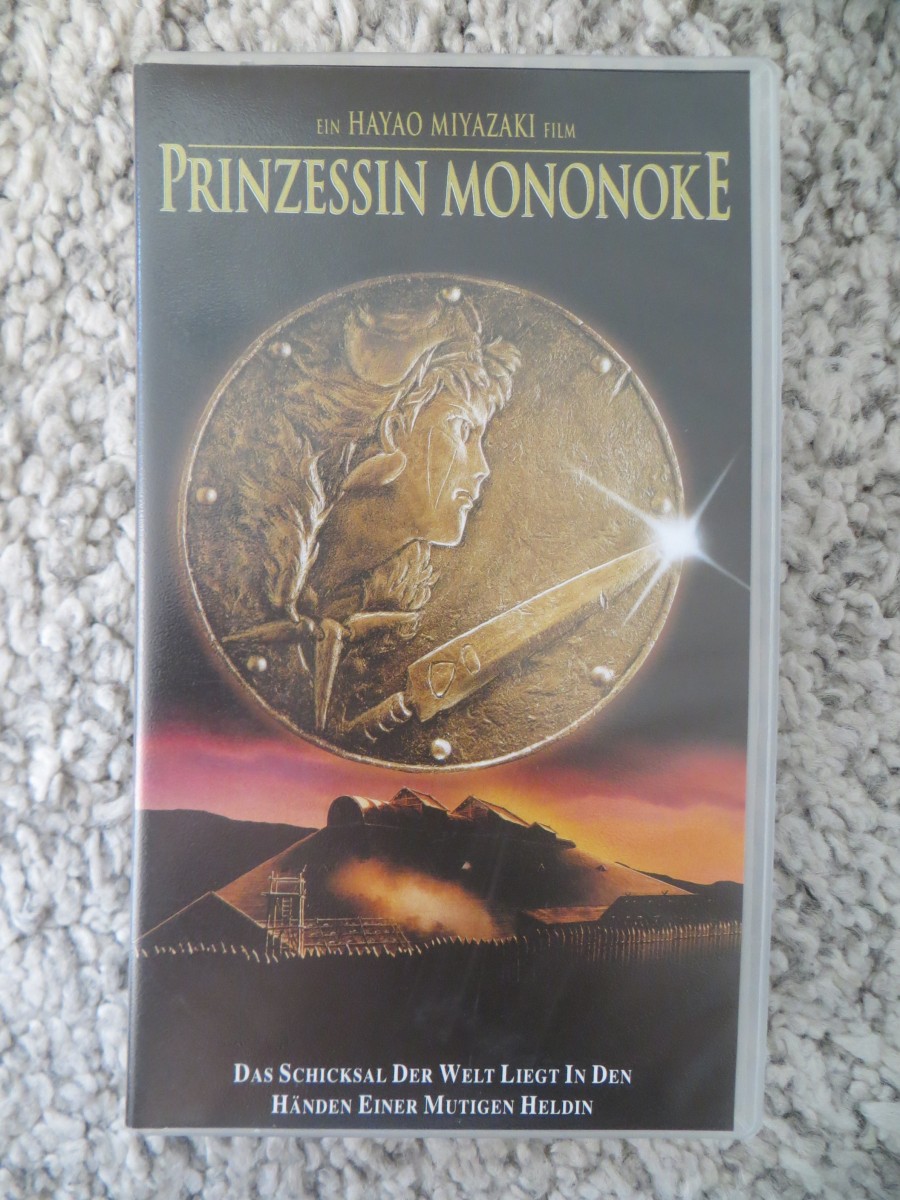 EIN HAYAO MIYAZAKI FILM
PRINZESSIN MONONOKE
DAS SCHICKSAL DER WELT LIEGT IN DEN
HÄNDEN EINER MUTIGEN HELDIN